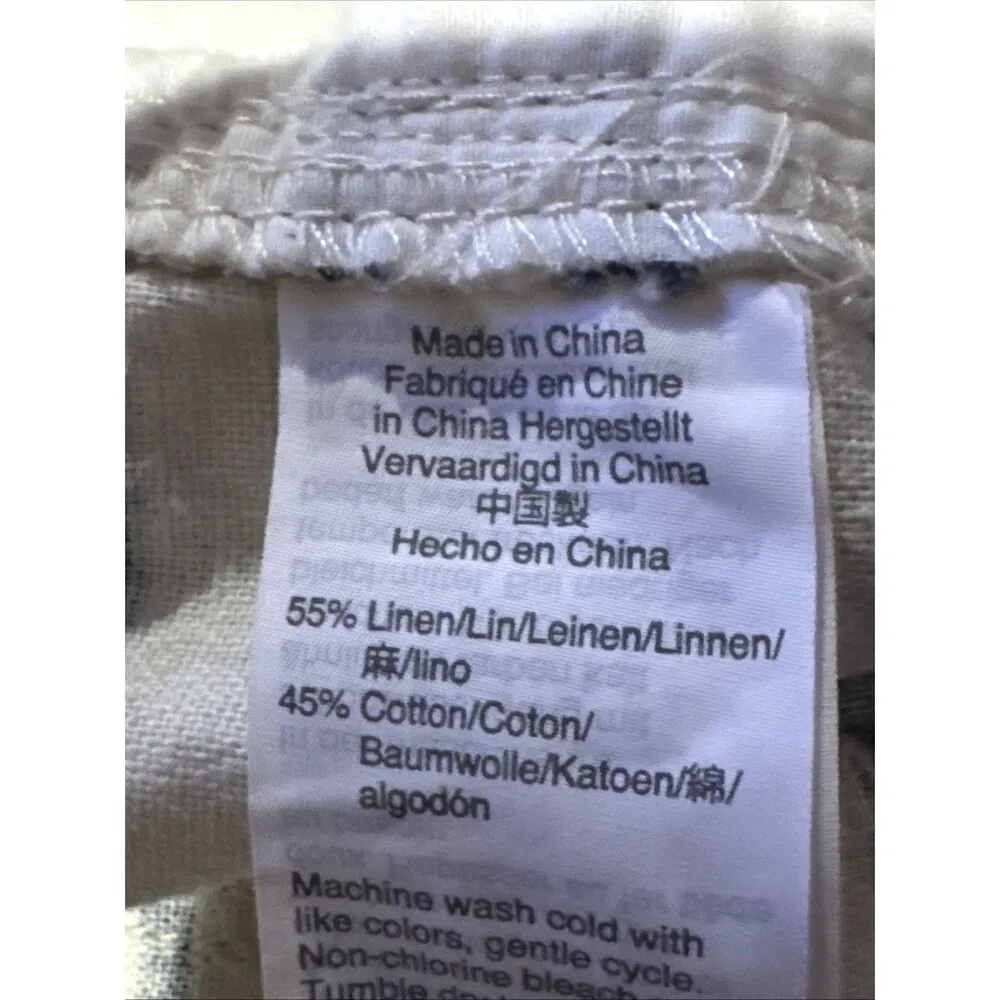 Made in China
Fabriqué en Chine
in China Hergestellt
Vervaardigd in China
中国製
Hecho en China
55% Linen/Lin/Leinen/Linnen/
麻/lino
45% Cotton/Coton/
Baumwolle/Katoen/綿/
algodón
Machine wash cold with
like colors, gentle cycle.
Non-chlorine bleach
Tumble